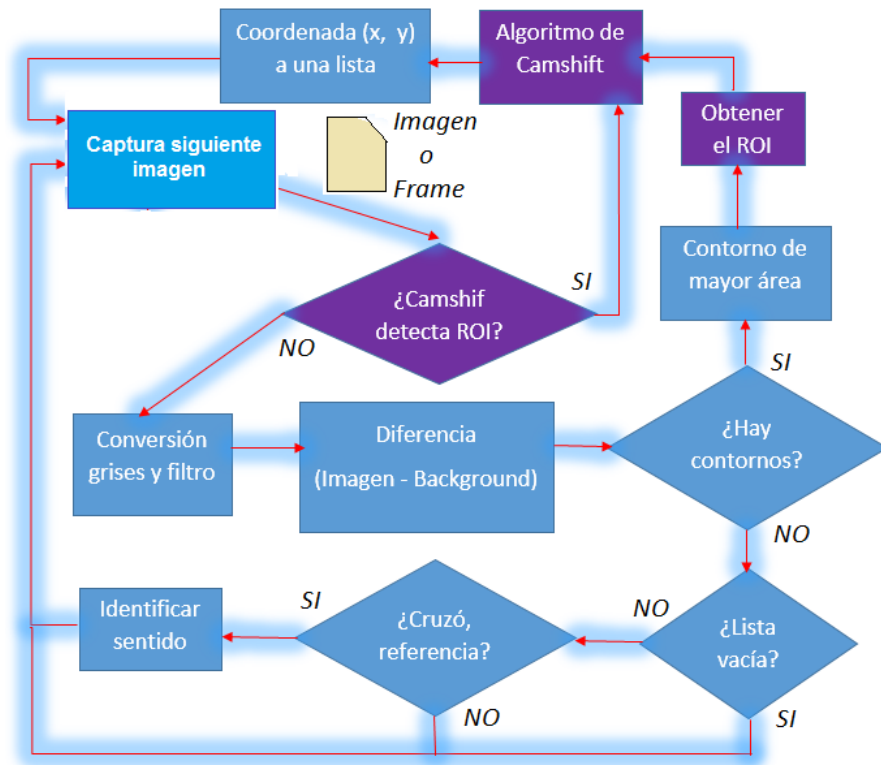 Coordenada (x, y)
a una lista
Algoritmo de
Camshift
Obtener
el ROI
Captura siguiente
imagen
Imagen
o
Frame
Contorno de
mayor área
¿Camshif
detecta ROI?
SI
NO
SI
Conversión
grises y filtro
Diferencia
(Imagen - Background)
¿Hay
contornos?
NO
Identificar
sentido
SI
¿Cruzó,
referencia?
NO
¿Lista
vacía?
NO
SI